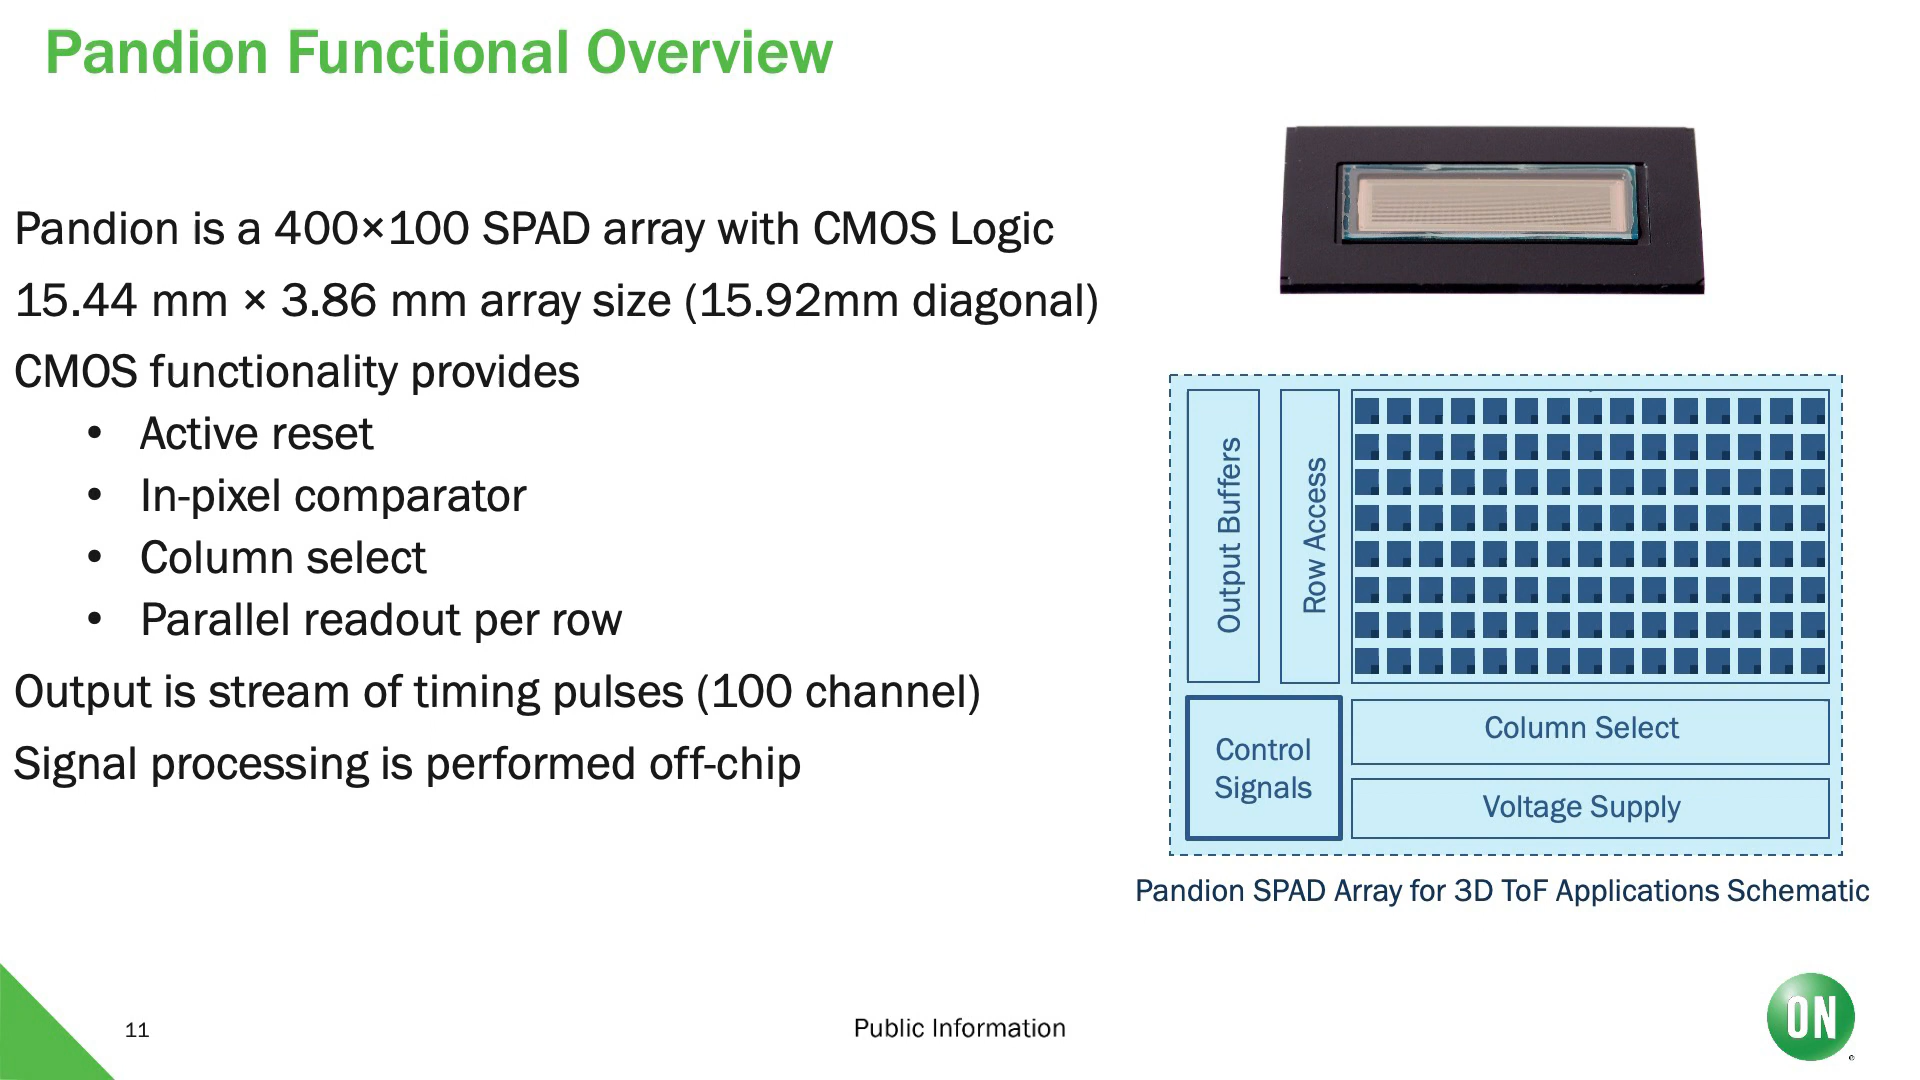 Pandion Functional Overview
Pandion is a 400×100 SPAD array with CMOS Logic
15.44 mm × 3.86 mm array size (15.92mm diagonal)
CMOS functionality provides
• Active reset
• In-pixel comparator
• Column select
• Parallel readout per row
Output is stream of timing pulses (100 channel)
Signal processing is performed off-chip
Output Buffers
Row Access
Control
Signals
Column Select
Voltage Supply
Pandion SPAD Array for 3D ToF Applications Schematic
11
Public Information
ON
®